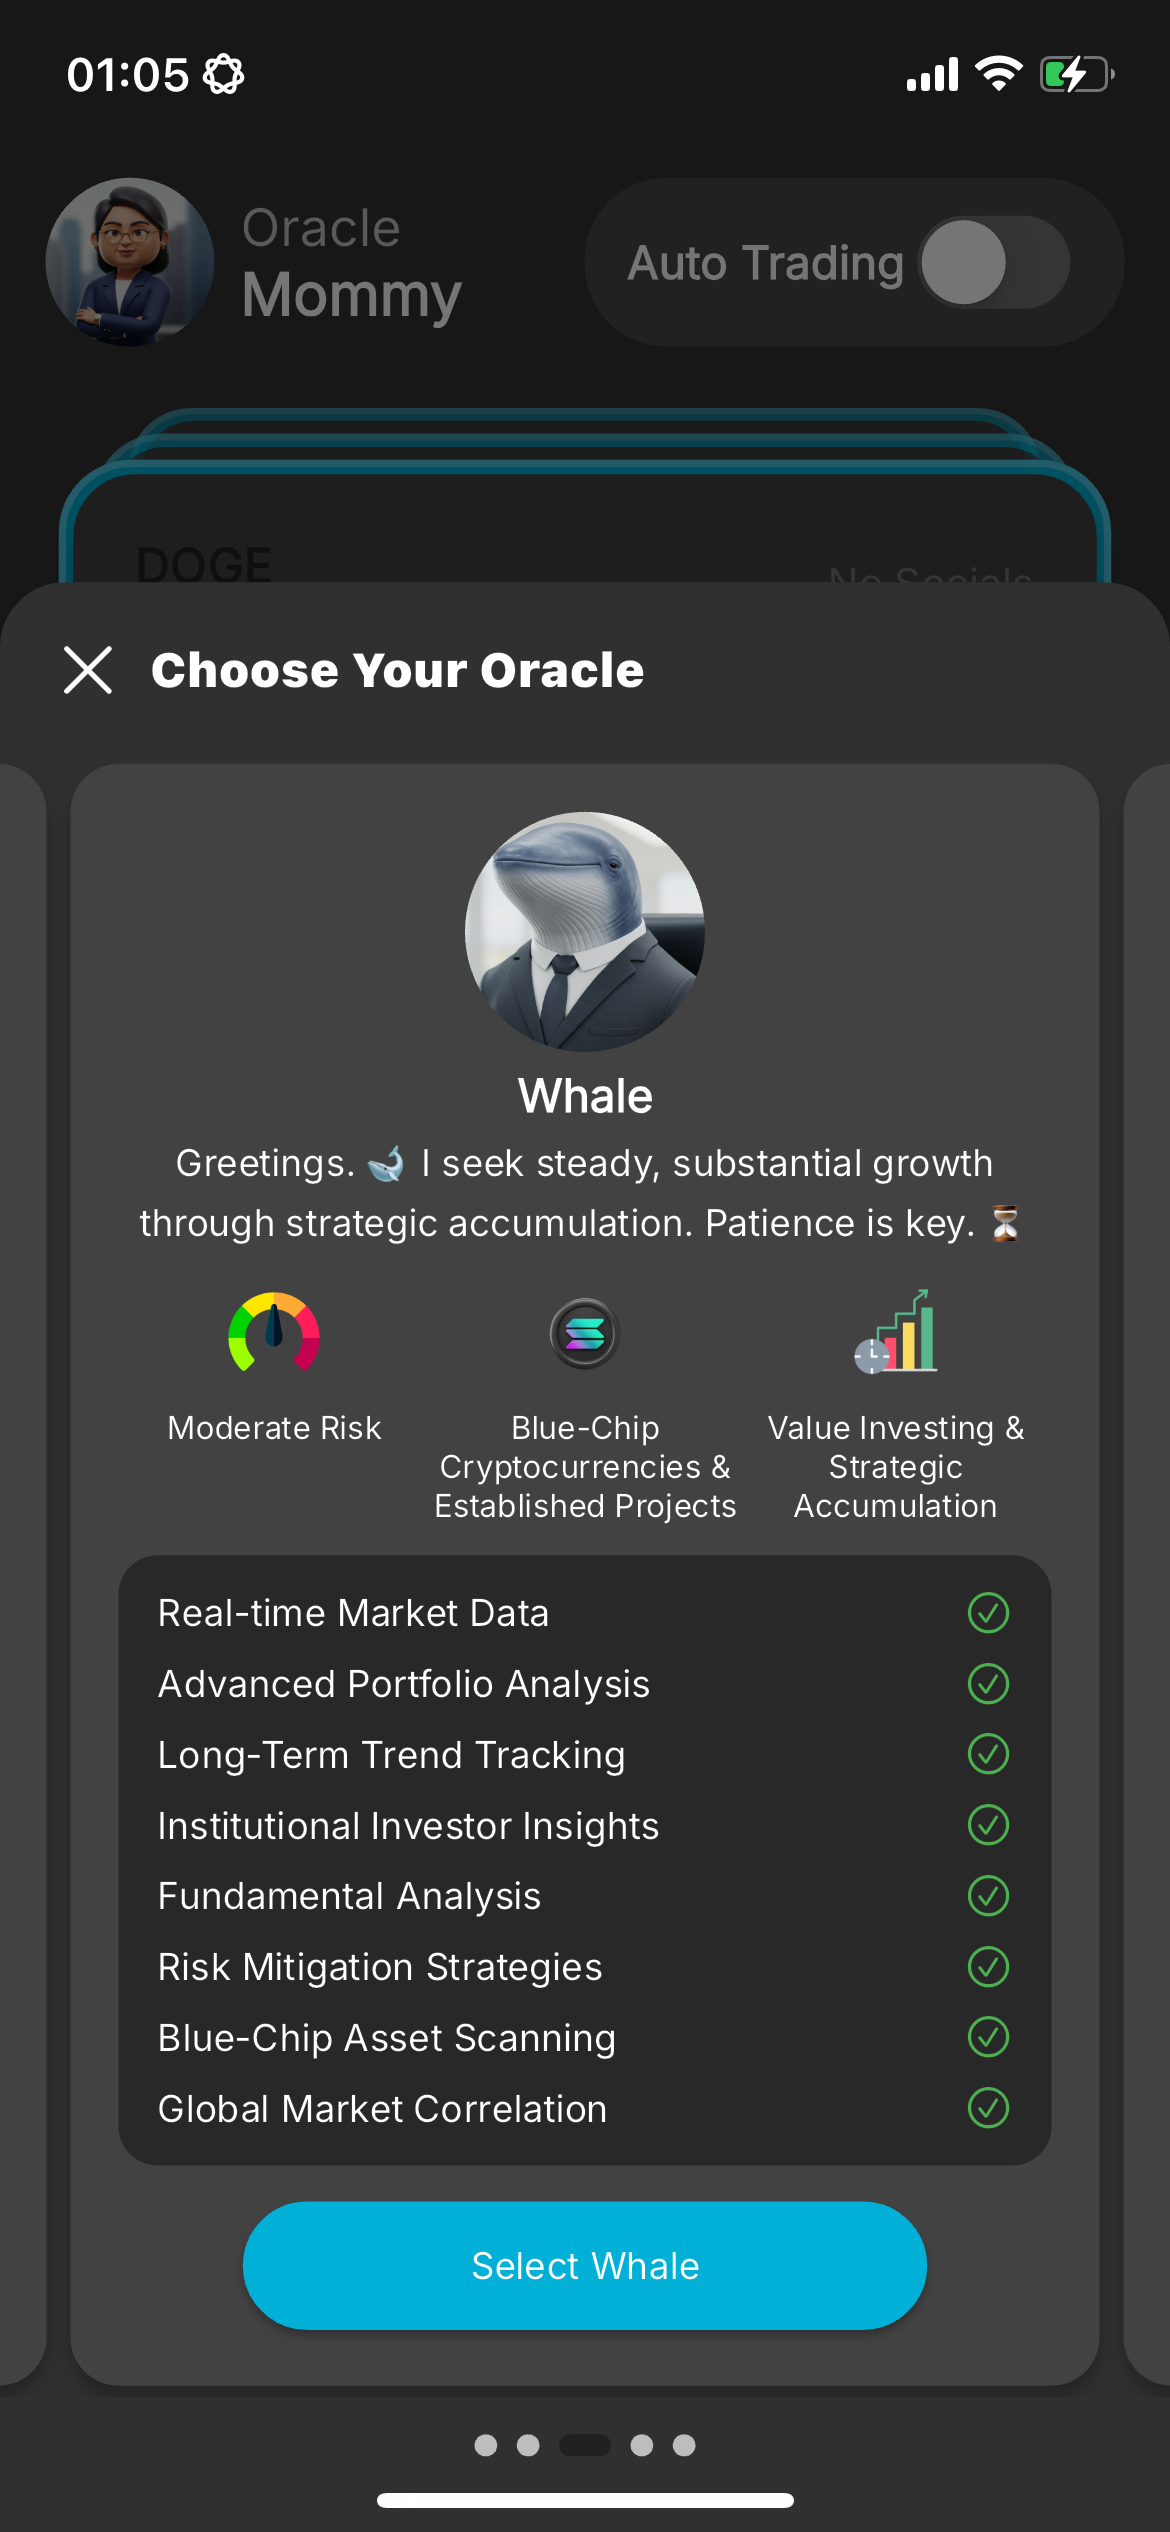 01:05
Oracle
Mommy
Auto Trading
DOGE
No Socials
Choose Your Oracle
Whale
Greetings. 🐋 I seek steady, substantial growth
through strategic accumulation. Patience is key. ⏳
Moderate Risk
Blue-Chip
Cryptocurrencies &
Established Projects
Value Investing &
Strategic
Accumulation
Real-time Market Data
Advanced Portfolio Analysis
Long-Term Trend Tracking
Institutional Investor Insights
Fundamental Analysis
Risk Mitigation Strategies
Blue-Chip Asset Scanning
Global Market Correlation
Select Whale